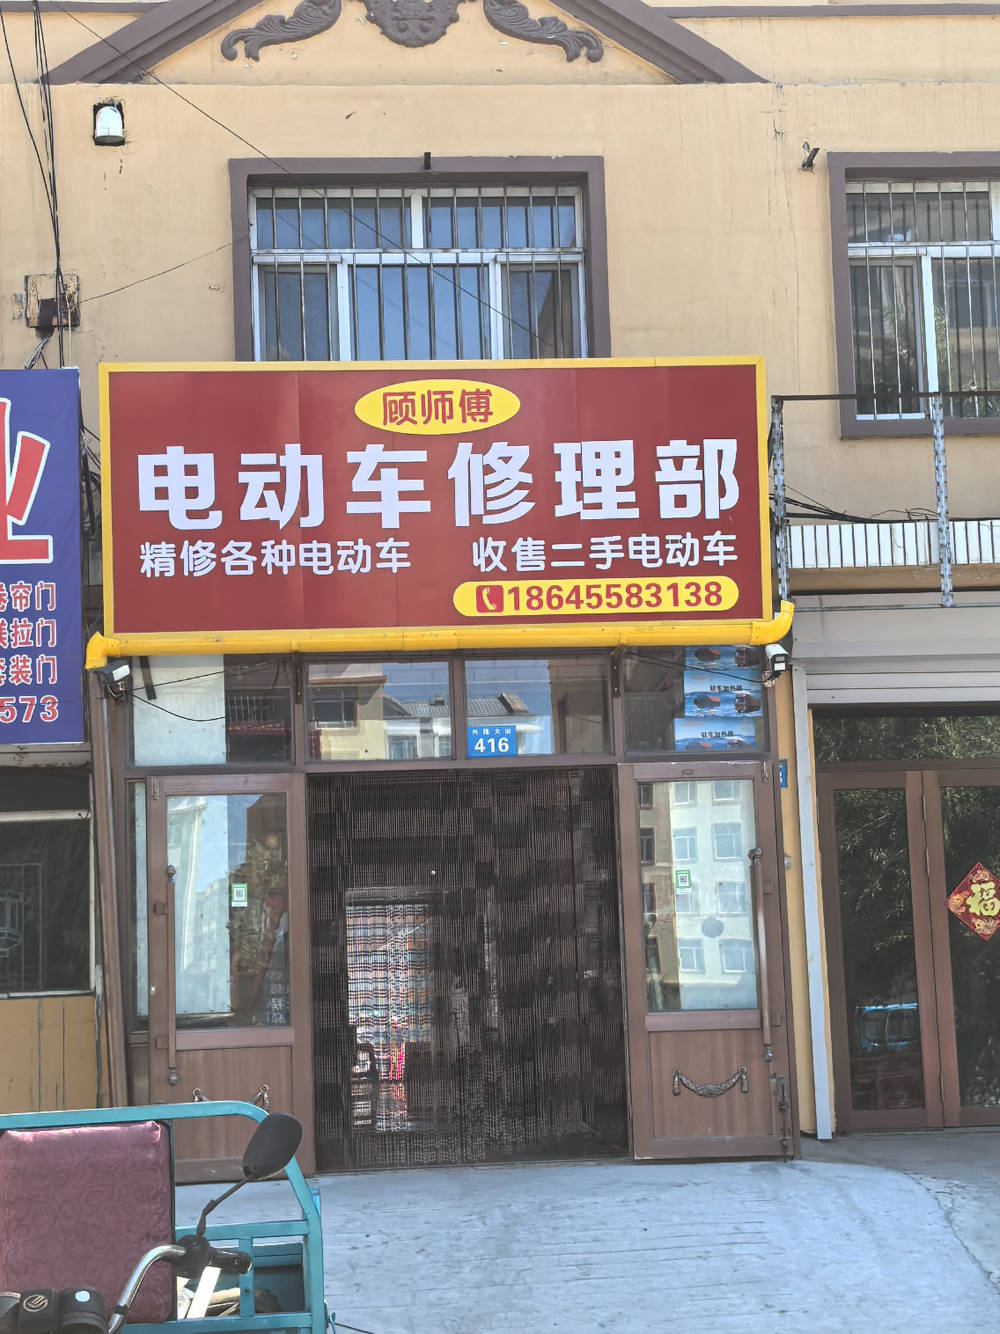 顾师傅
电动车修理部
精修各种电动车 收售二手电动车
18645583138
业
卷帘门
拉门
套装门
573
416
福